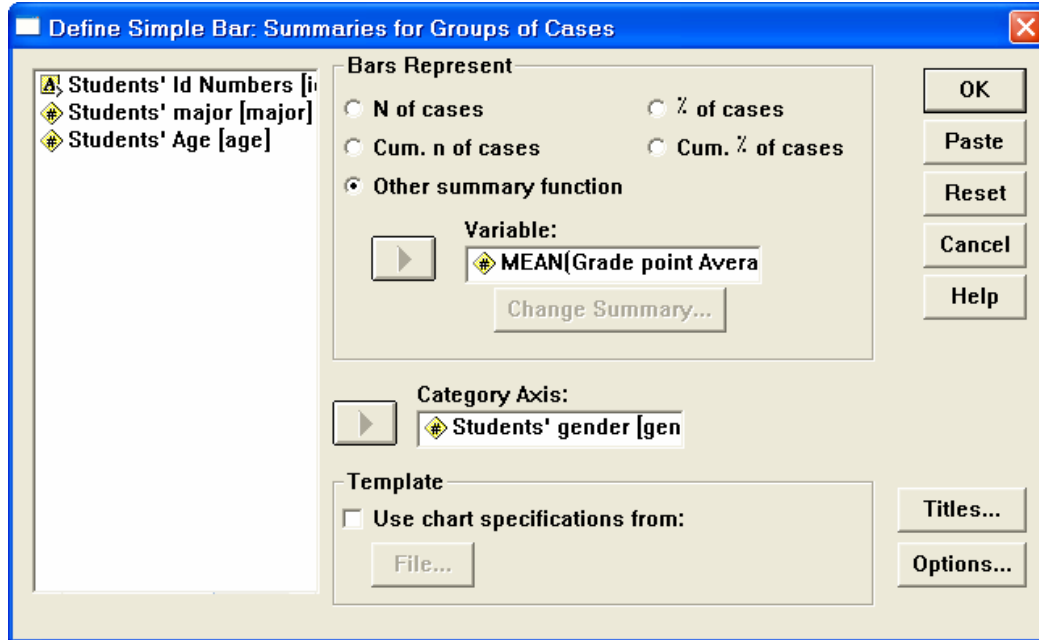 Define Simple Bar: Summaries for Groups of Cases
Students' Id Numbers [i
Students' major [major]
Students' Age [age]
Bars Represent
N of cases
% of cases
Cum. n of cases
Cum. % of cases
Other summary function
Variable:
MEAN(Grade point Avera
Change Summary...
Category Axis:
Students' gender [gen
Template
Use chart specifications from:
File...
OK
Paste
Reset
Cancel
Help
Titles...
Options...